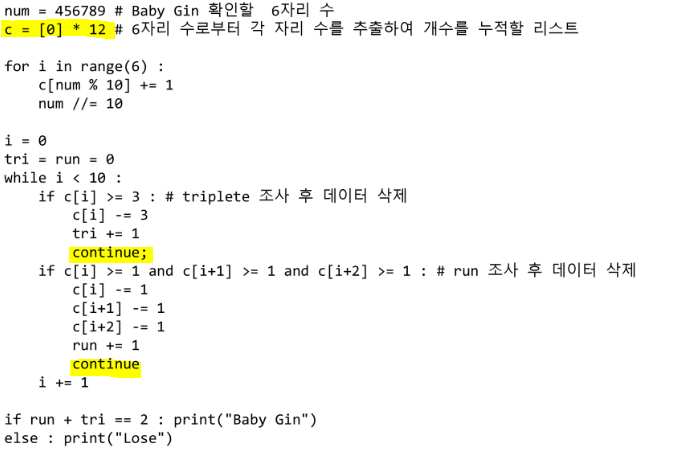 num = 456789 # Baby Gin 확인할  6자리 수
c = [0] * 12 # 6자리 수로부터 각 자리 수를 추출하여 개수를 누적할 리스트
for i in range(6) :
    c[num % 10] += 1
    num //= 10
i = 0
tri = run = 0
while i < 10 :
    if c[i] >= 3 : # triplete 조사 후 데이터 삭제
        c[i] -= 3
        tri += 1
        continue;
    if c[i] >= 1 and c[i+1] >= 1 and c[i+2] >= 1 : # run 조사 후 데이터 삭제
        c[i] -= 1
        c[i+1] -= 1
        c[i+2] -= 1
        run += 1
        continue
    i += 1
if run + tri == 2 : print("Baby Gin")
else : print("Lose")